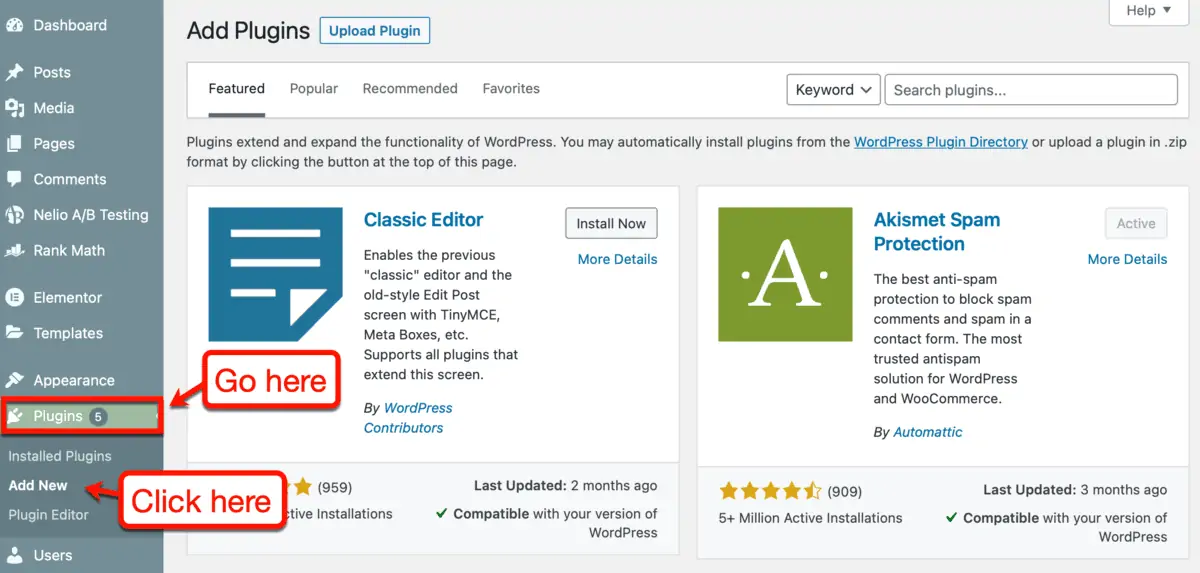 Dashboard
Posts
Media
Pages
Comments
Nelio A/B Testing
Rank Math
Elementor
Templates
Appearance
Plugins 5
Installed Plugins
Add New
Plugin Editor
Users
Go here
Click here
Help
Add Plugins
Upload Plugin
Featured
Popular
Recommended
Favorites
Keyword
Search plugins...
Plugins extend and expand the functionality of WordPress. You may automatically install plugins from the WordPress Plugin Directory or upload a plugin in .zip
format by clicking the button at the top of this page.
Classic Editor
Install Now
More Details
Enables the previous
"classic" editor and the
old-style Edit Post
screen with TinyMCE,
Meta Boxes, etc.
Supports all plugins that
extend this screen.
By WordPress
Contributors
(959)
Active Installations
Last Updated: 2 months ago
Compatible with your version of
WordPress
A
Akismet Spam
Protection
Active
More Details
The best anti-spam
protection to block spam
comments and spam in a
contact form. The most
trusted antispam
solution for WordPress
and WooCommerce.
By Automattic
(909)
5+ Million Active Installations
Last Updated: 3 months ago
Compatible with your version of
WordPress